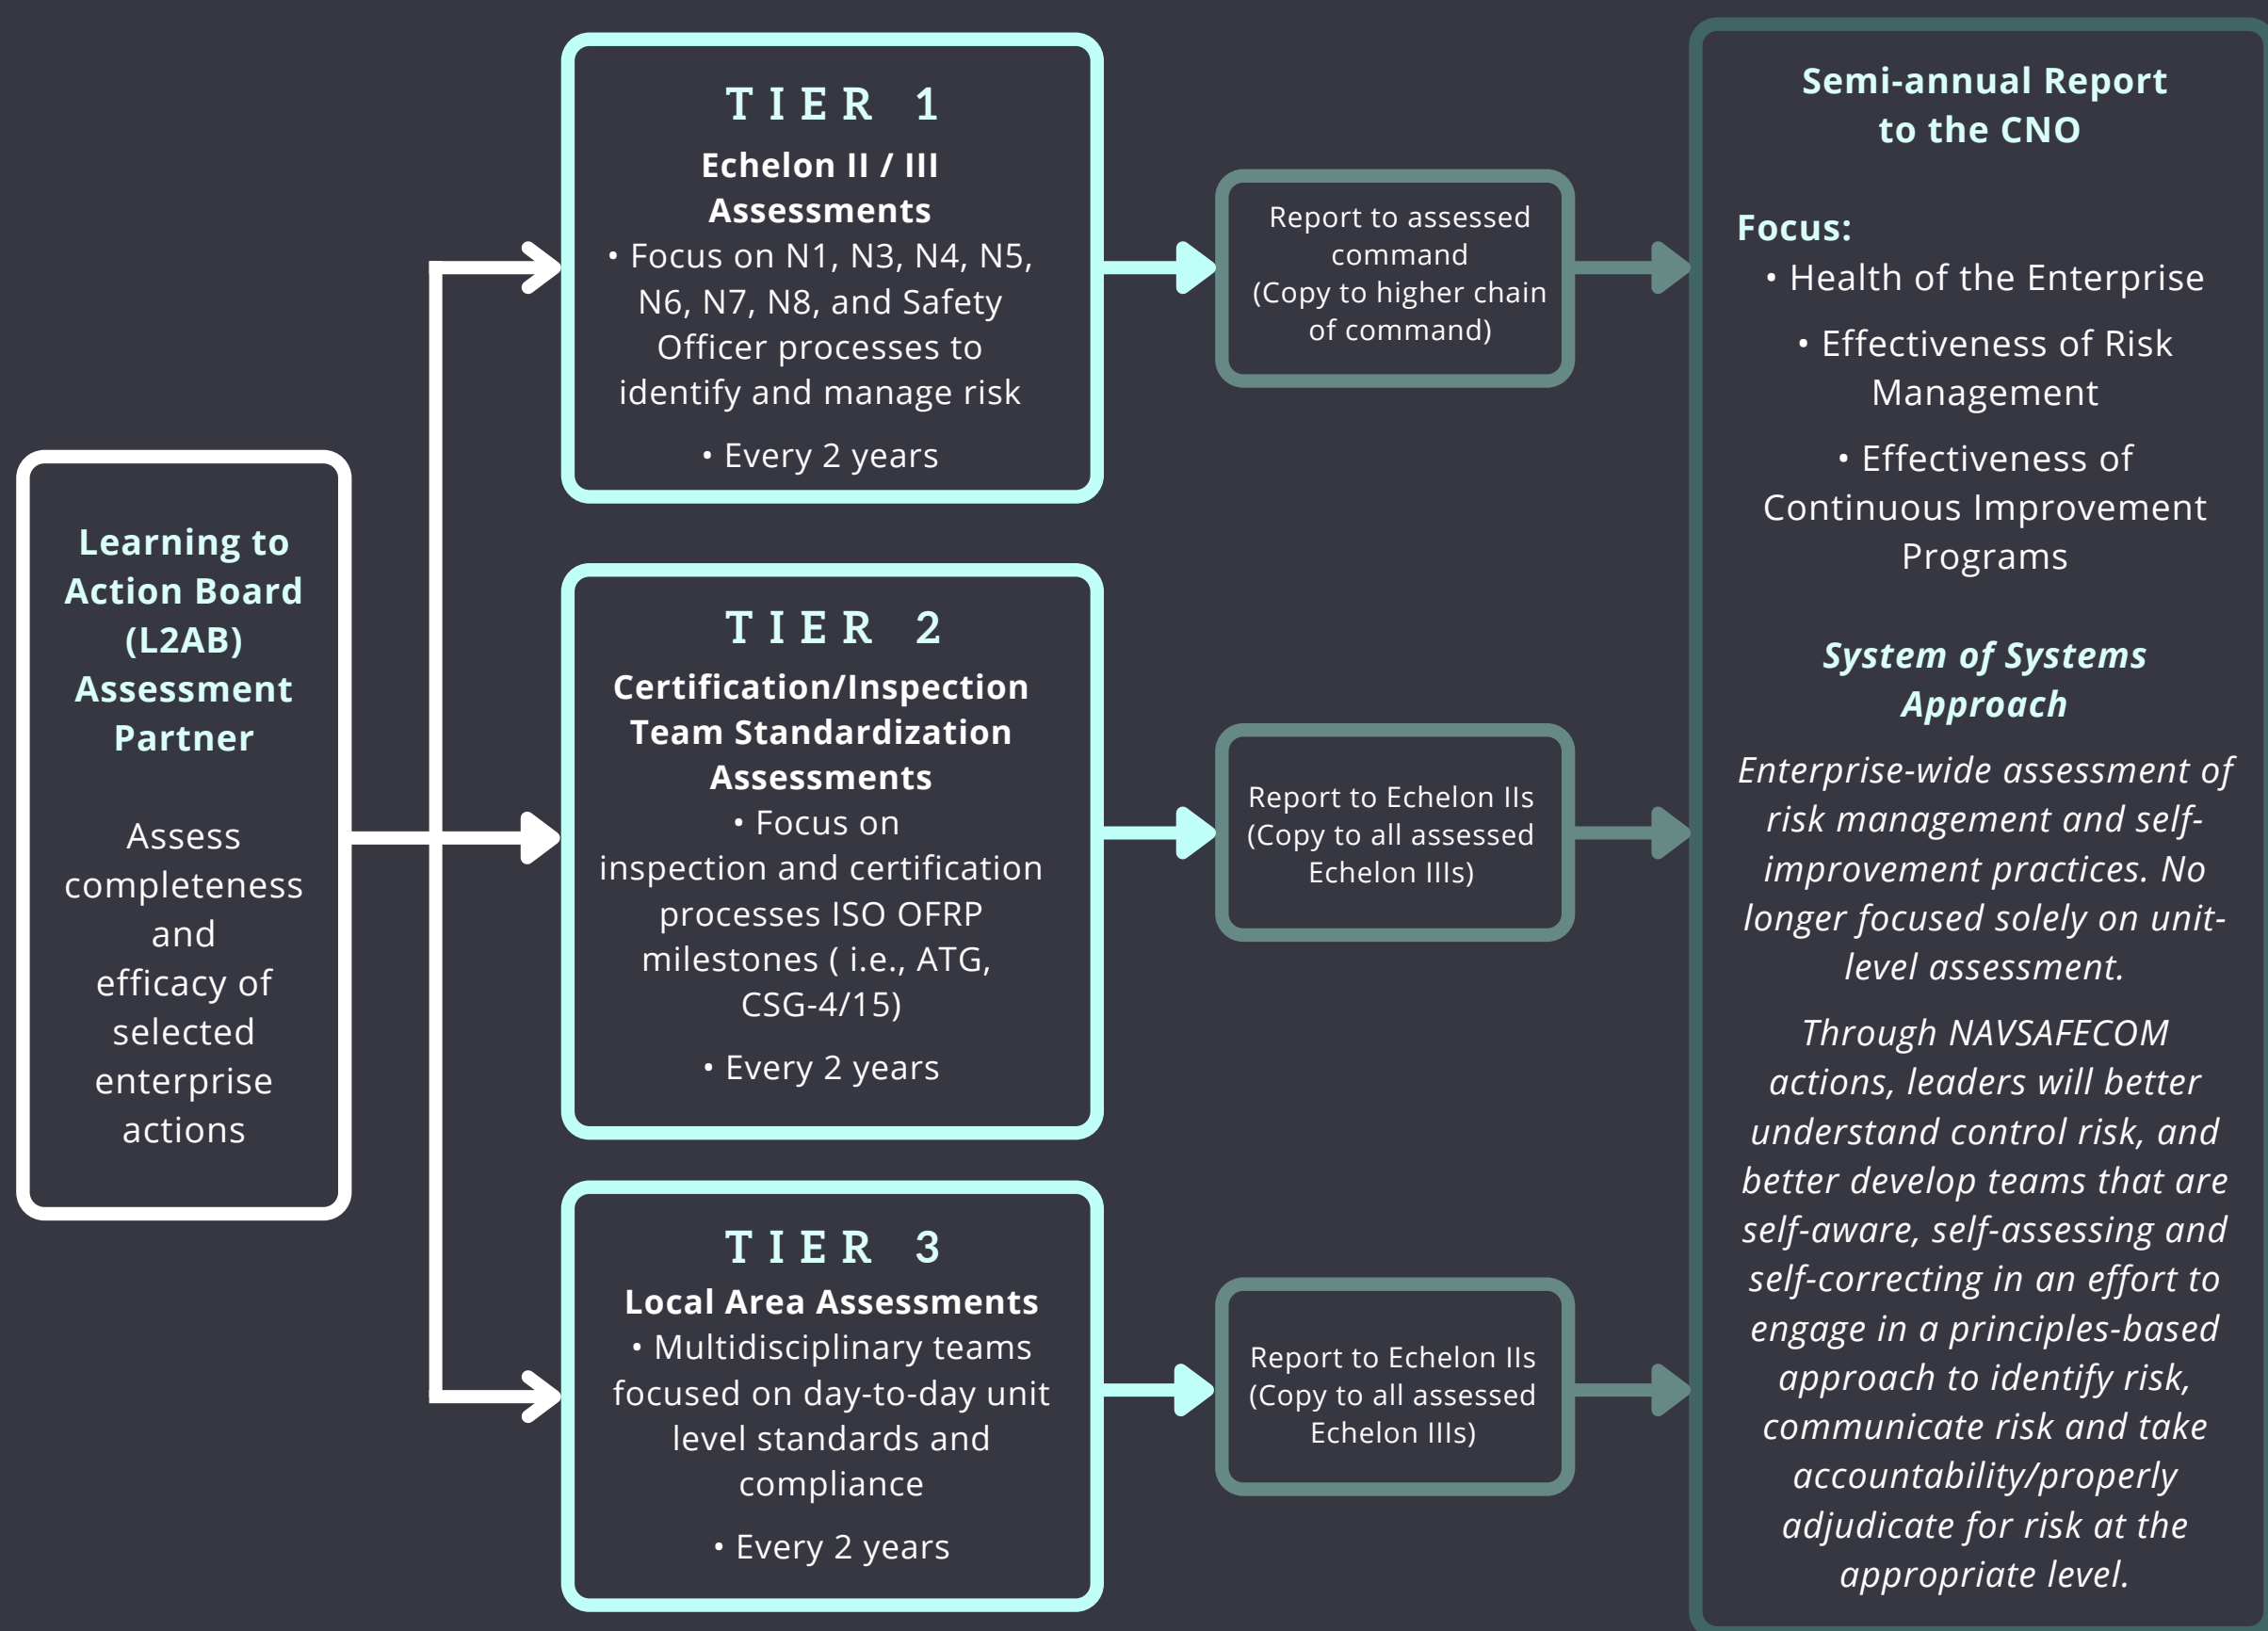 Learning to
Action Board
(L2AB)
Assessment
Partner
Assess
completeness
and
efficacy of
selected
enterprise
actions
TIER 1
Echelon II / III
Assessments
• Focus on N1, N3, N4, N5,
N6, N7, N8, and Safety
Officer processes to
identify and manage risk
• Every 2 years
Report to assessed
command
(Copy to higher chain
of command)
TIER 2
Certification/Inspection
Team Standardization
Assessments
• Focus on
inspection and certification
processes ISO OFRP
milestones ( i.e., ATG,
CSG-4/15)
• Every 2 years
Report to Echelon IIs
(Copy to all assessed
Echelon IIIs)
TIER 3
Local Area Assessments
• Multidisciplinary teams
focused on day-to-day unit
level standards and
compliance
• Every 2 years
Report to Echelon IIs
(Copy to all assessed
Echelon IIIs)
Semi-annual Report
to the CNO
Focus:
• Health of the Enterprise
• Effectiveness of Risk
Management
• Effectiveness of
Continuous Improvement
Programs
System of Systems
Approach
Enterprise-wide assessment of
risk management and self-
improvement practices. No
longer focused solely on unit-
level assessment.
Through NAVSAFECOM
actions, leaders will better
understand control risk, and
better develop teams that are
self-aware, self-assessing and
self-correcting in an effort to
engage in a principles-based
approach to identify risk,
communicate risk and take
accountability/properly
adjudicate for risk at the
appropriate level.